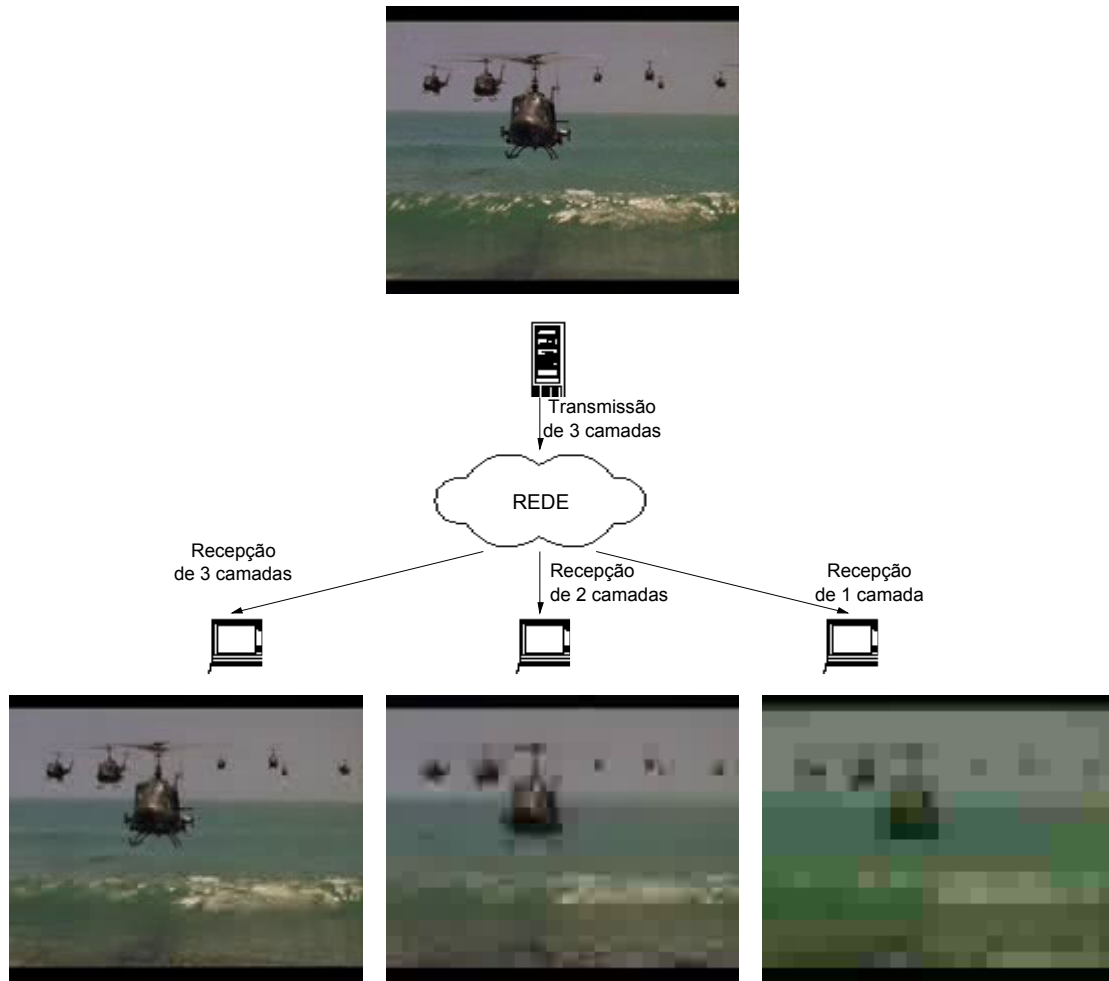 Transmissão
de 3 camadas
REDE
Recepção
de 3 camadas
Recepção
de 2 camadas
Recepção
de 1 camada